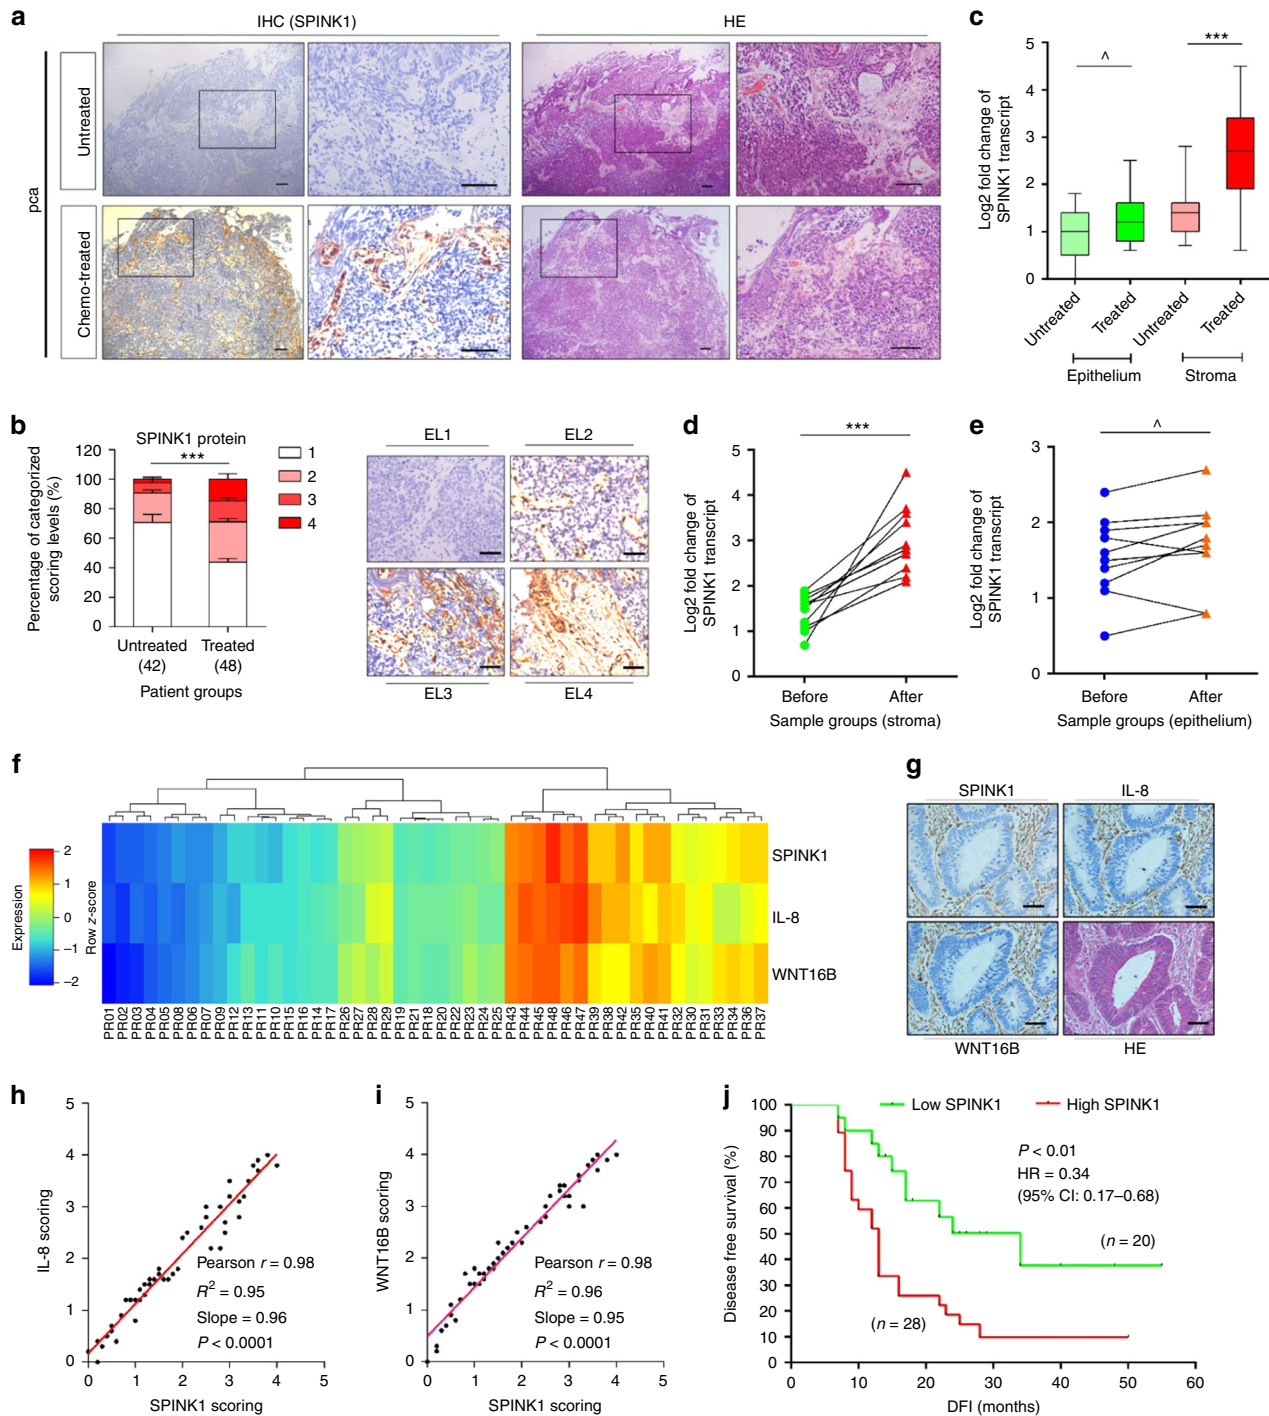 a
IHC (SPINK1)
HE
pca
Untreated
Chemo-treated
c
Log2 fold change of
SPINK1 transcript
5
4
3
2
1
0
^
***
Untreated
Treated
Untreated
Treated
Epithelium
Stroma
b
SPINK1 protein
Percentage of categorized
scoring levels (%)
120
100
80
60
40
20
0
***
1
2
3
4
Untreated
(42)
Treated
(48)
Patient groups
EL1
EL2
EL3
EL4
d
Log2 fold change of
SPINK1 transcript
5
4
3
2
1
0
***
Before
After
Sample groups (stroma)
e
Log2 fold change of
SPINK1 transcript
3
2
1
0
^
Before
After
Sample groups (epithelium)
f
Expression
2
1
0
−1
−2
Row z-score
SPINK1
IL-8
WNT16B
PR01
PR02
PR03
PR04
PR05
PR08
PR06
PR07
PR09
PR12
PR13
PR11
PR10
PR15
PR16
PR14
PR17
PR26
PR27
PR28
PR29
PR19
PR21
PR18
PR20
PR22
PR23
PR24
PR25
PR43
PR44
PR45
PR48
PR46
PR47
PR39
PR38
PR42
PR35
PR40
PR41
PR32
PR30
PR31
PR33
PR34
PR36
PR37
g
SPINK1
IL-8
WNT16B
HE
h
IL-8 scoring
5
4
3
2
1
0
Pearson r = 0.98
R² = 0.95
Slope = 0.96
P < 0.0001
0 1 2 3 4 5
SPINK1 scoring
i
WNT16B scoring
5
4
3
2
1
0
Pearson r = 0.98
R² = 0.96
Slope = 0.95
P < 0.0001
0 1 2 3 4 5
SPINK1 scoring
j
Disease free survival (%)
100
90
80
70
60
50
40
30
20
10
0
Low SPINK1
High SPINK1
P < 0.01
HR = 0.34
(95% CI: 0.17–0.68)
(n = 20)
(n = 28)
0 10 20 30 40 50 60
DFI (months)